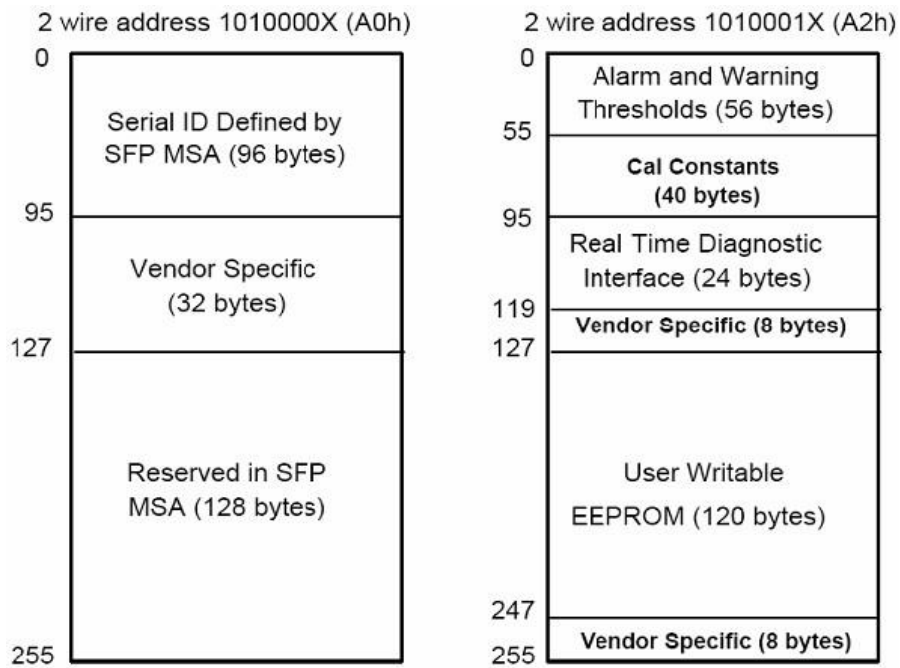 2 wire address 1010000X (A0h)
0
Serial ID Defined by
SFP MSA (96 bytes)
95
Vendor Specific
(32 bytes)
127
Reserved in SFP
MSA (128 bytes)
255
2 wire address 1010001X (A2h)
0
Alarm and Warning
Thresholds (56 bytes)
55
Cal Constants
(40 bytes)
95
Real Time Diagnostic
Interface (24 bytes)
119
Vendor Specific (8 bytes)
127
User Writable
EEPROM (120 bytes)
247
Vendor Specific (8 bytes)
255